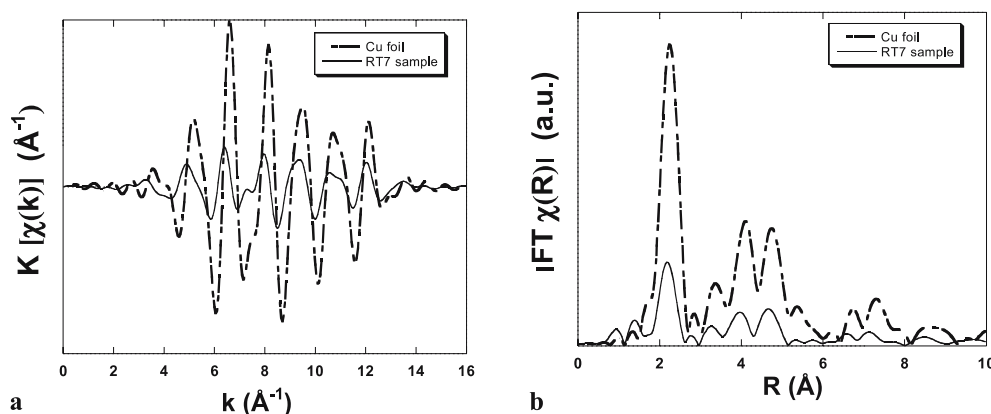 Cu foil
RT7 sample
K [χ(k)] (Å⁻¹)
0 2 4 6 8 10 12 14 16
a
k (Å⁻¹)
Cu foil
RT7 sample
|FT χ(R)| (a.u.)
0 2 4 6 8 10
b
R (Å)